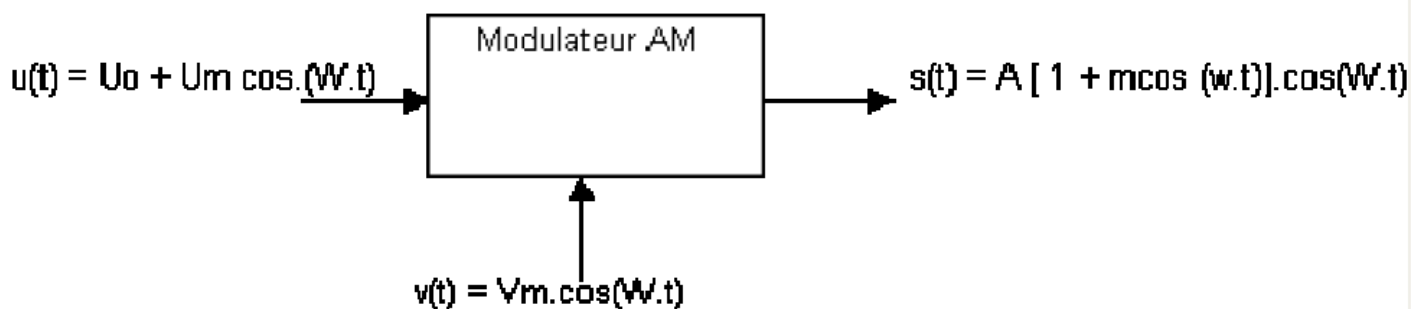 Modulateur AM
u(t) = Uo + Um cos.(W.t)
s(t) = A [ 1 + mcos (w.t)].cos(W.t)
v(t) = Vm.cos(W.t)